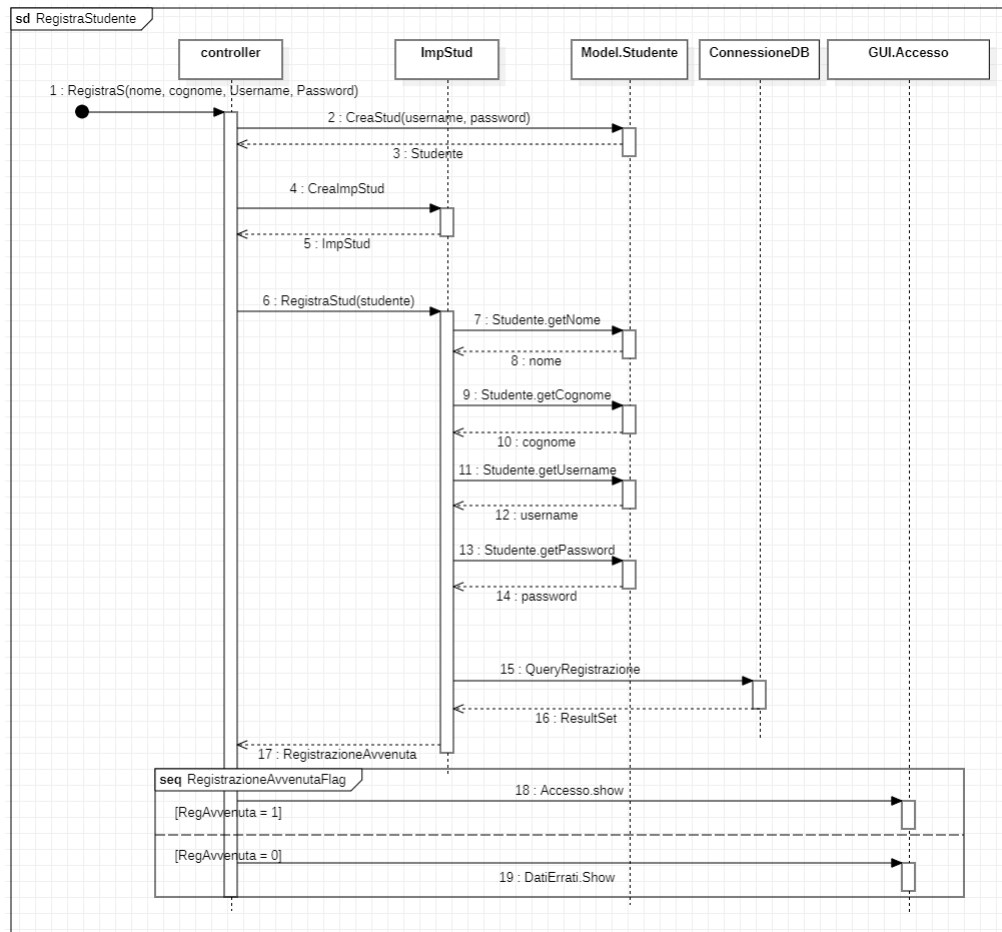 sd RegistraStudente
controller
ImpStud
Model.Studente
ConnessioneDB
GUI.Accesso
1 : RegistraS(nome, cognome, Username, Password)
2 : CreaStud(username, password)
3 : Studente
4 : CreaImpStud
5 : ImpStud
6 : RegistraStud(studente)
7 : Studente.getNome
8 : nome
9 : Studente.getCognome
10 : cognome
11 : Studente.getUsername
12 : username
13 : Studente.getPassword
14 : password
15 : QueryRegistrazione
16 : ResultSet
17 : RegistrazioneAvvenuta
seq RegistrazioneAvvenutaFlag
18 : Accesso.show
[RegAvvenuta = 1]
[RegAvvenuta = 0]
19 : DatiErrati.Show